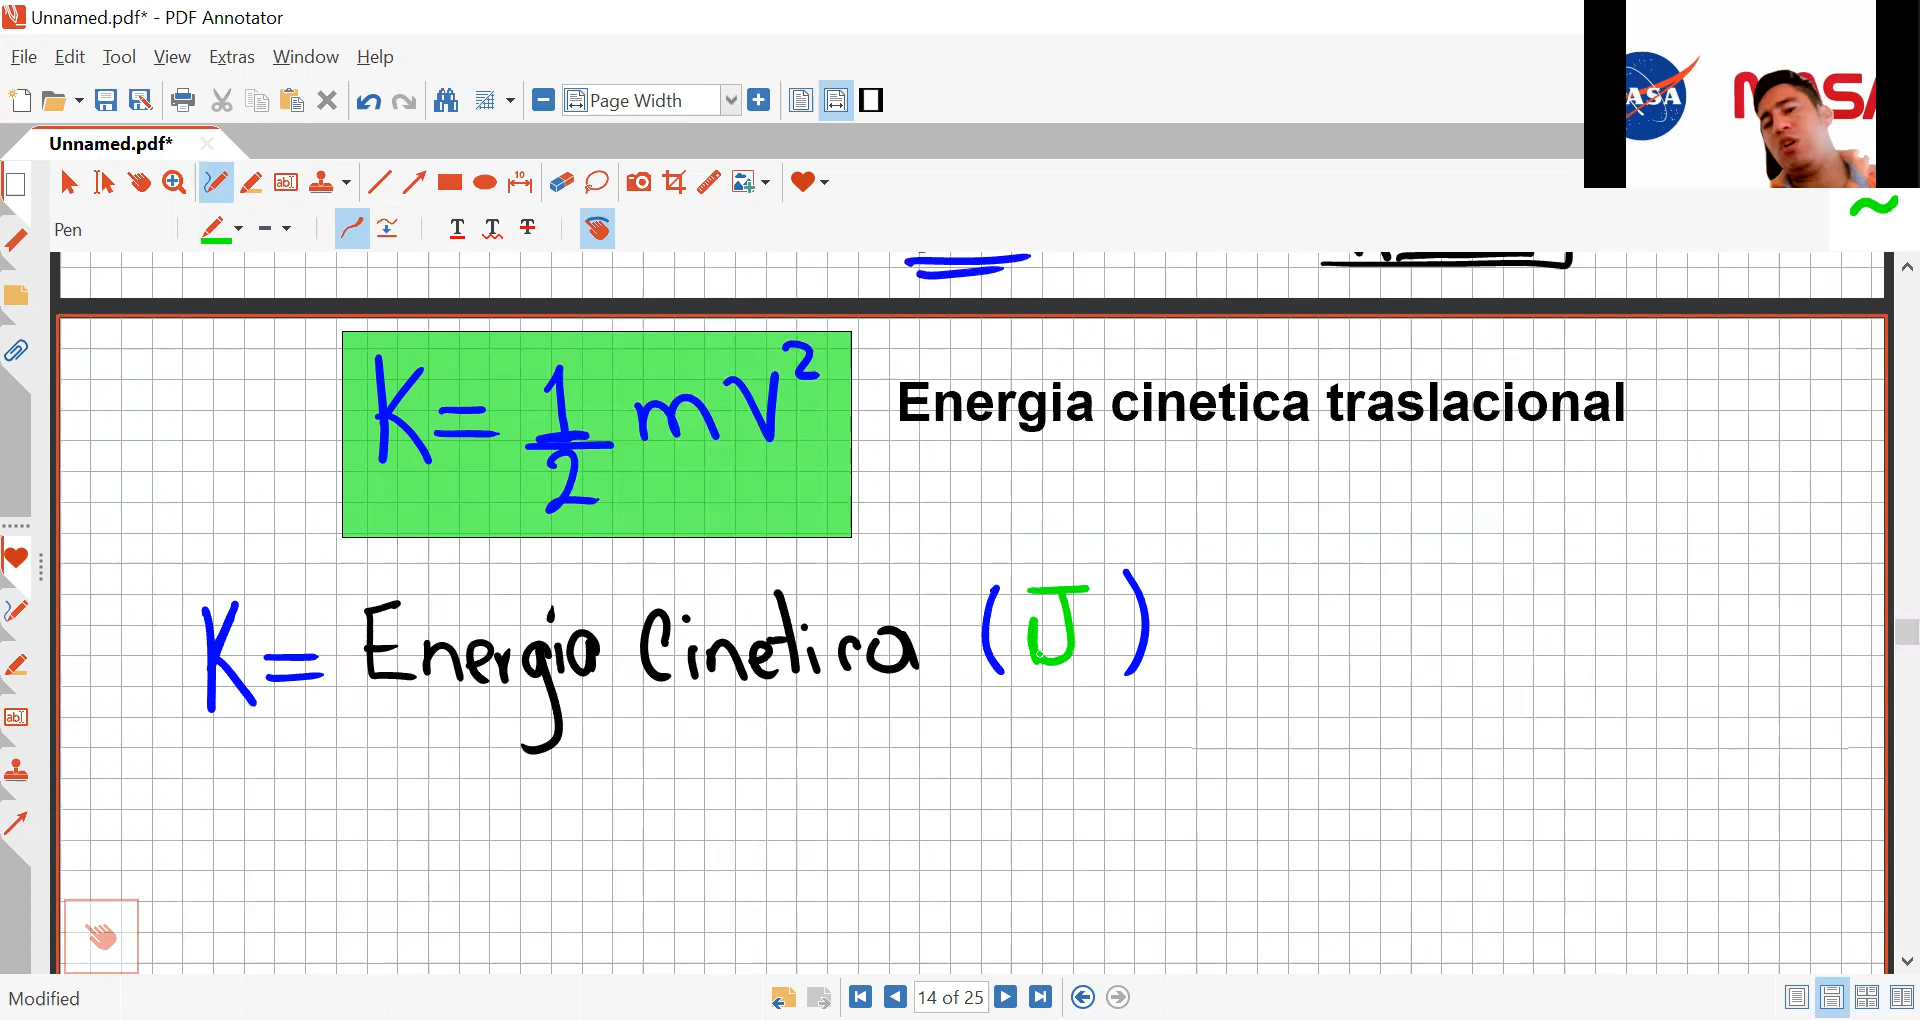 Unnamed.pdf* - PDF Annotator
File Edit Tool View Extras Window Help
Page Width
Unnamed.pdf*
Pen
K = 1/2 mV²
Energia cinetica traslacional
K = Energia Cinetica (J)
Modified
14 of 25